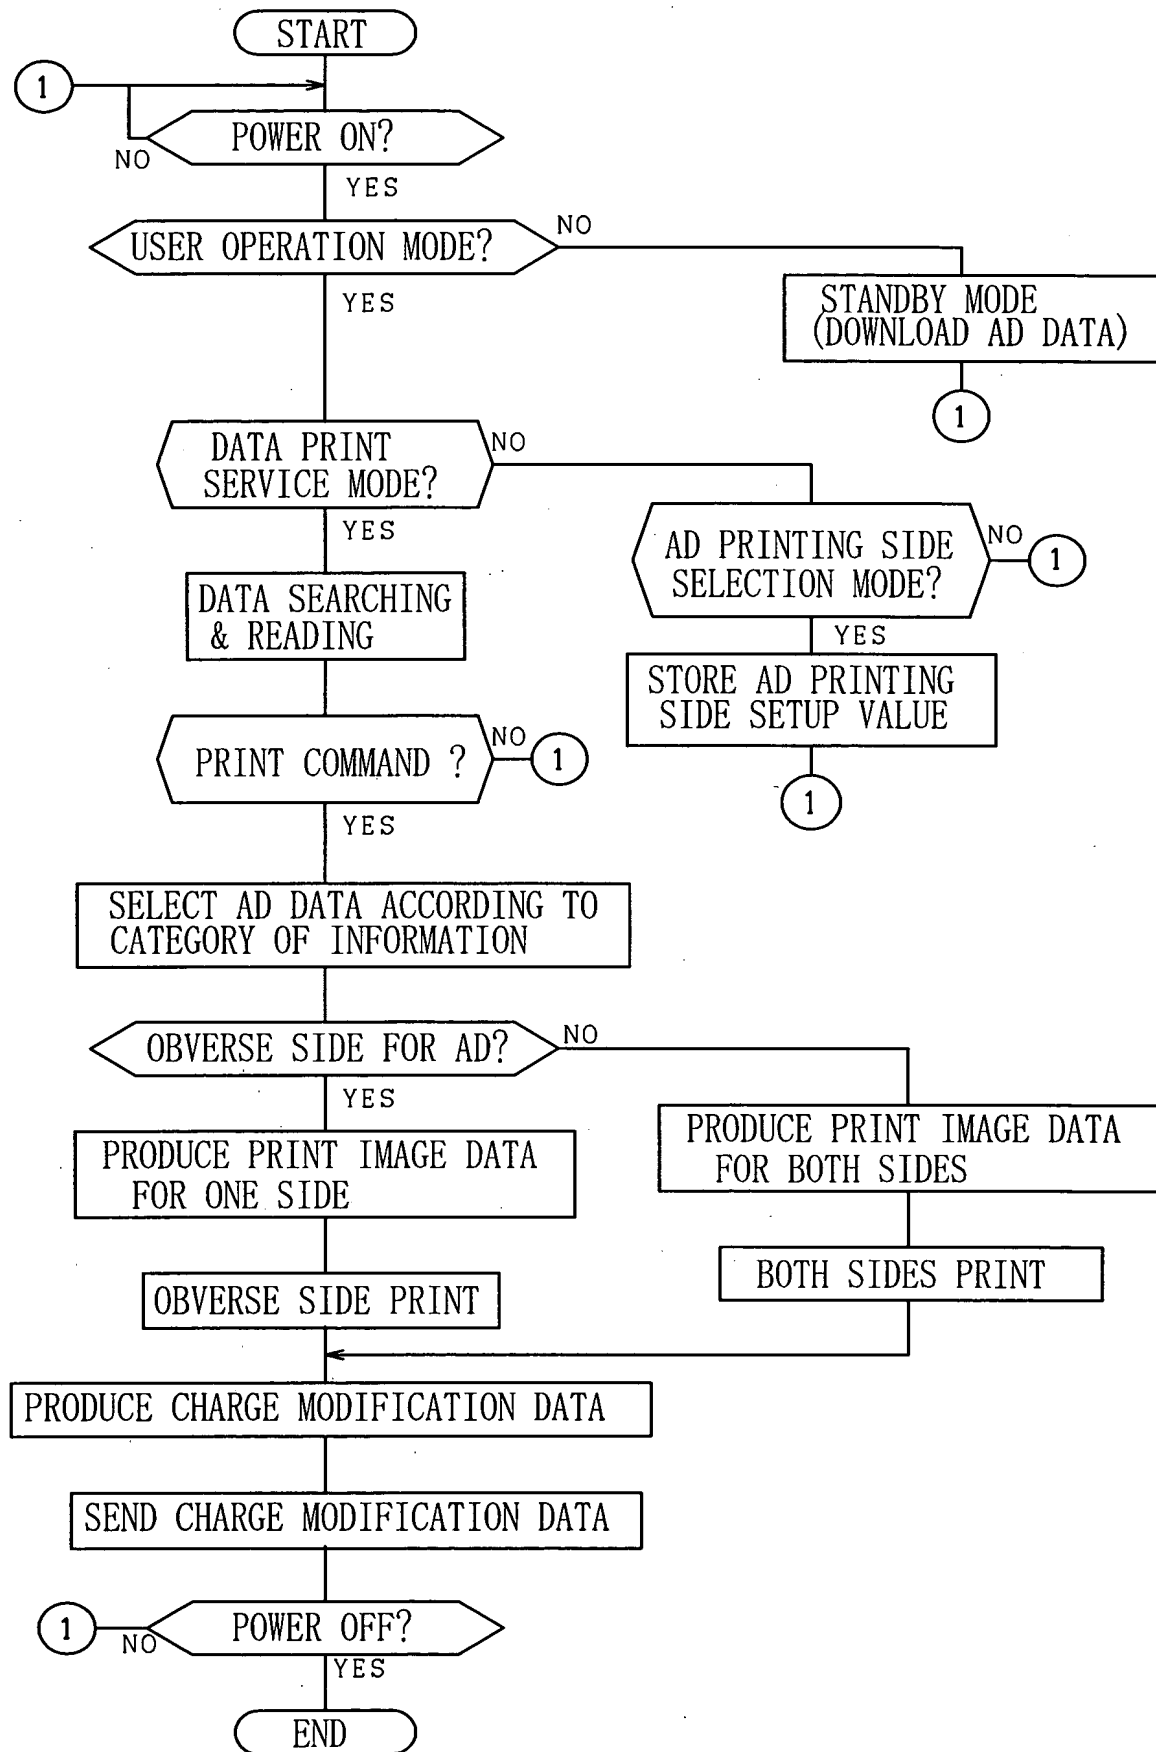 START
1
POWER ON?
NO
YES
USER OPERATION MODE?
NO
YES
STANDBY MODE
(DOWNLOAD AD DATA)
1
DATA PRINT
SERVICE MODE?
NO
YES
AD PRINTING SIDE
SELECTION MODE?
NO
1
YES
DATA SEARCHING
& READING
STORE AD PRINTING
SIDE SETUP VALUE
1
PRINT COMMAND ?
NO
1
YES
SELECT AD DATA ACCORDING TO
CATEGORY OF INFORMATION
OBVERSE SIDE FOR AD?
NO
YES
PRODUCE PRINT IMAGE DATA
FOR ONE SIDE
PRODUCE PRINT IMAGE DATA
FOR BOTH SIDES
OBVERSE SIDE PRINT
BOTH SIDES PRINT
PRODUCE CHARGE MODIFICATION DATA
SEND CHARGE MODIFICATION DATA
POWER OFF?
1
NO
YES
END